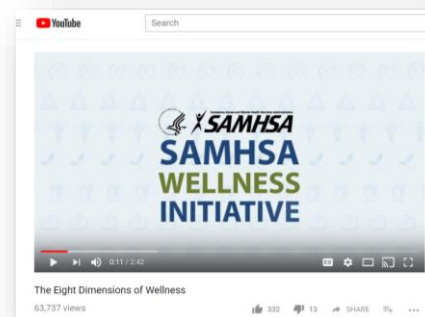 YouTube
Search
SAMHSA
SAMHSA
WELLNESS
INITIATIVE
0:11 / 2:42
CC
The Eight Dimensions of Wellness
63,737 views
332 13 SHARE